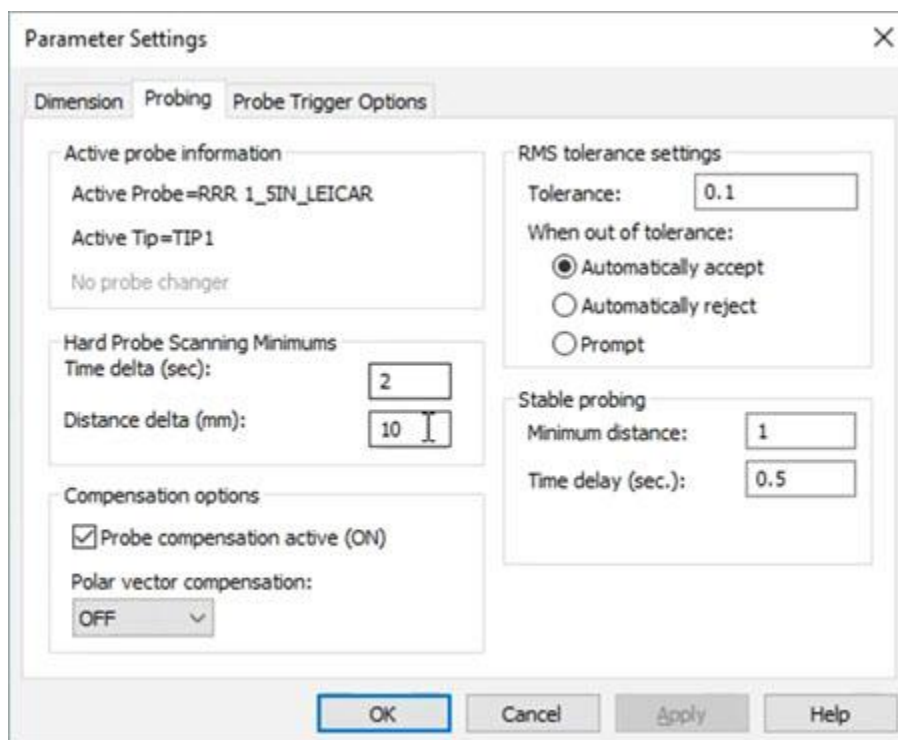 Parameter Settings
Dimension
Probing
Probe Trigger Options
Active probe information
Active Probe=RRR 1_5IN_LEICAR
Active Tip=TIP1
No probe changer
Hard Probe Scanning Minimums
Time delta (sec):
2
Distance delta (mm):
10
Compensation options
Probe compensation active (ON)
Polar vector compensation:
OFF
RMS tolerance settings
Tolerance:
0.1
When out of tolerance:
Automatically accept
Automatically reject
Prompt
Stable probing
Minimum distance:
1
Time delay (sec.):
0.5
OK
Cancel
Apply
Help